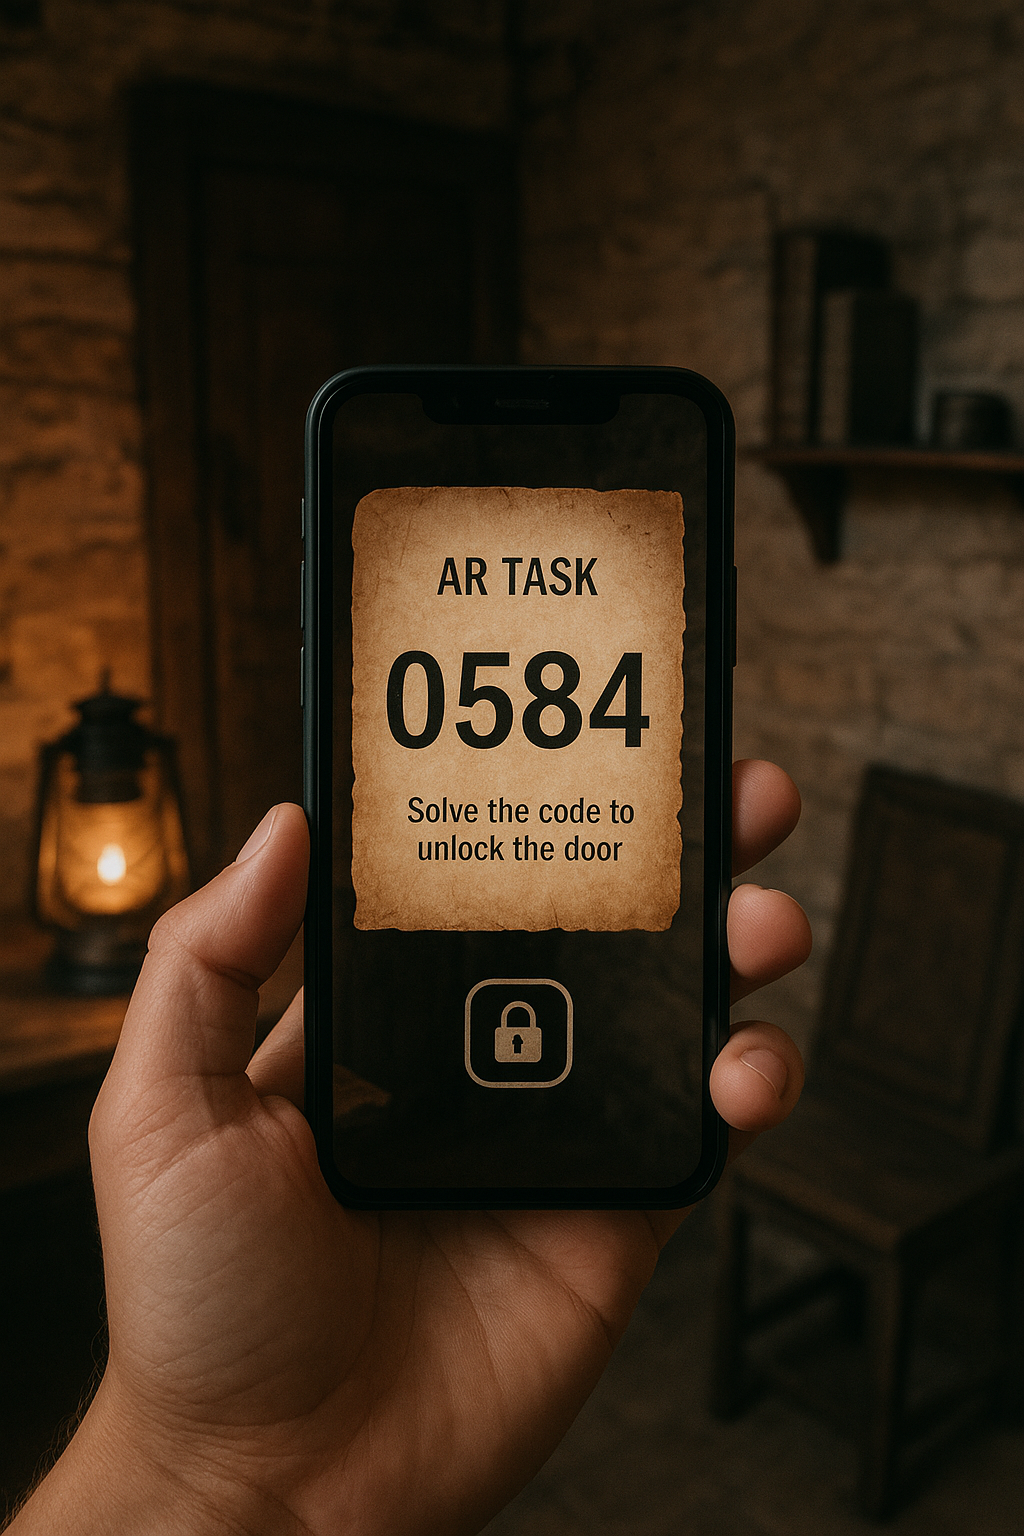 AR TASK
0584
Solve the code to
unlock the door